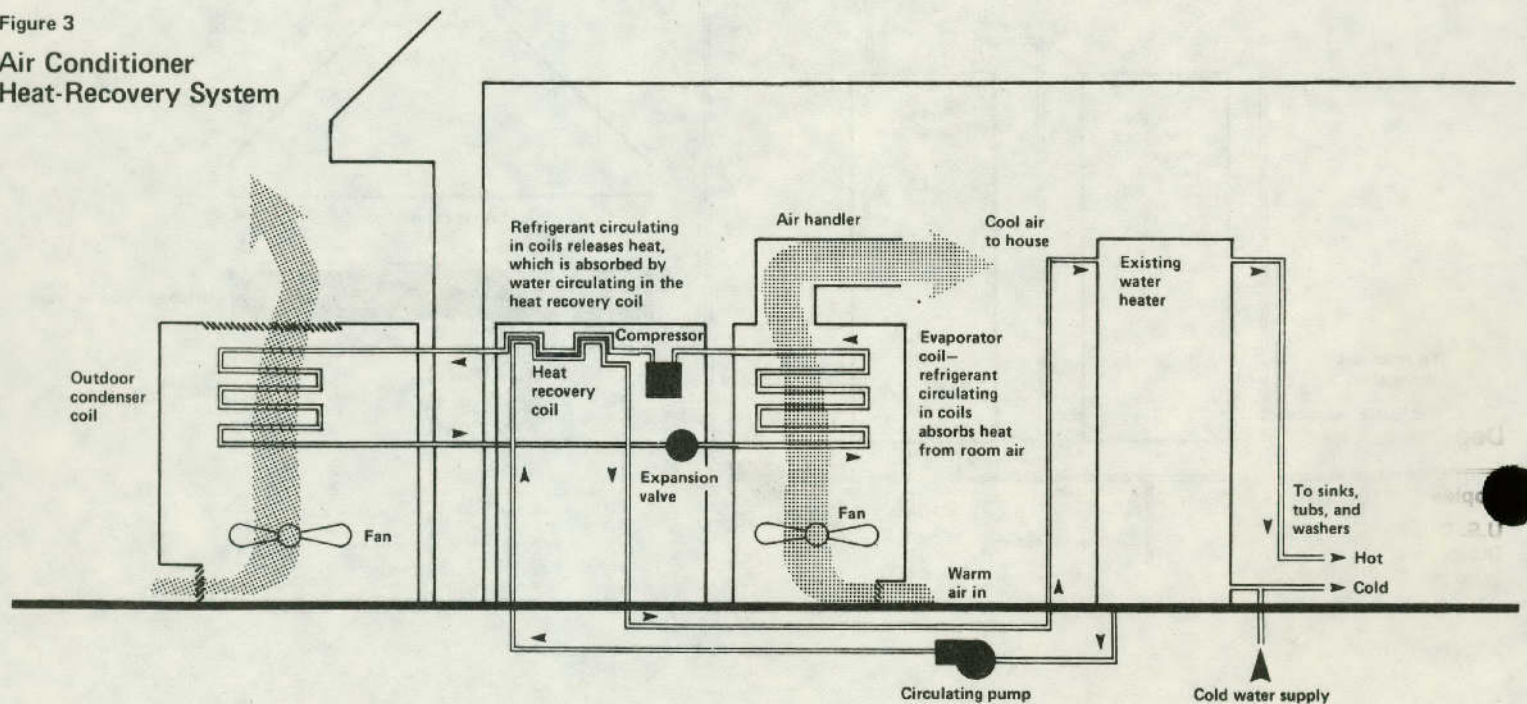 Figure 3
Air Conditioner
Heat-Recovery System
Refrigerant circulating
in coils releases heat,
which is absorbed by
water circulating in the
heat recovery coil
Air handler
Cool air
to house
Existing
water
heater
Compressor
Outdoor
condenser
coil
Heat
recovery
coil
Evaporator
coil—
refrigerant
circulating
in coils
absorbs heat
from room air
Expansion
valve
Fan
Fan
To sinks,
tubs, and
washers
Hot
Warm
air in
Cold
Circulating pump
Cold water supply